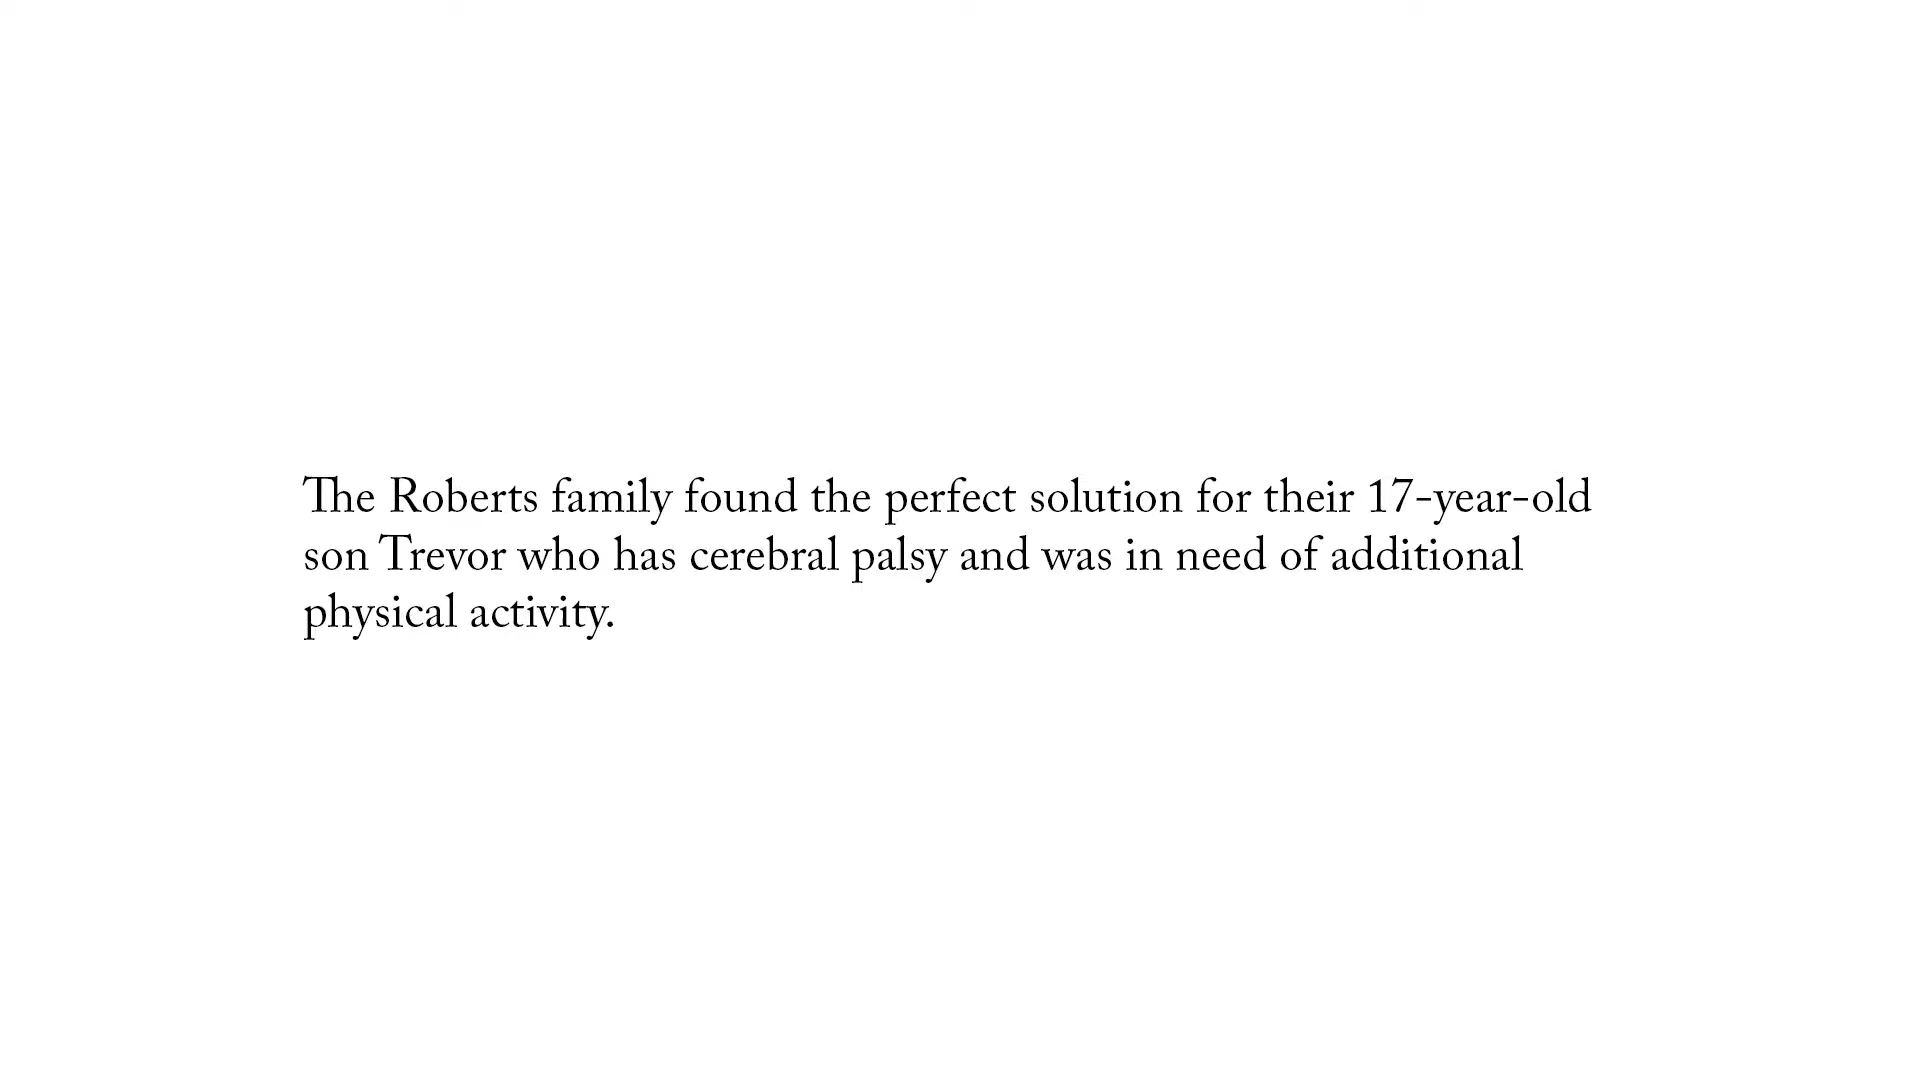 The Roberts family found the perfect solution for their 17-year-old
son Trevor who has cerebral palsy and was in need of additional
physical activity.